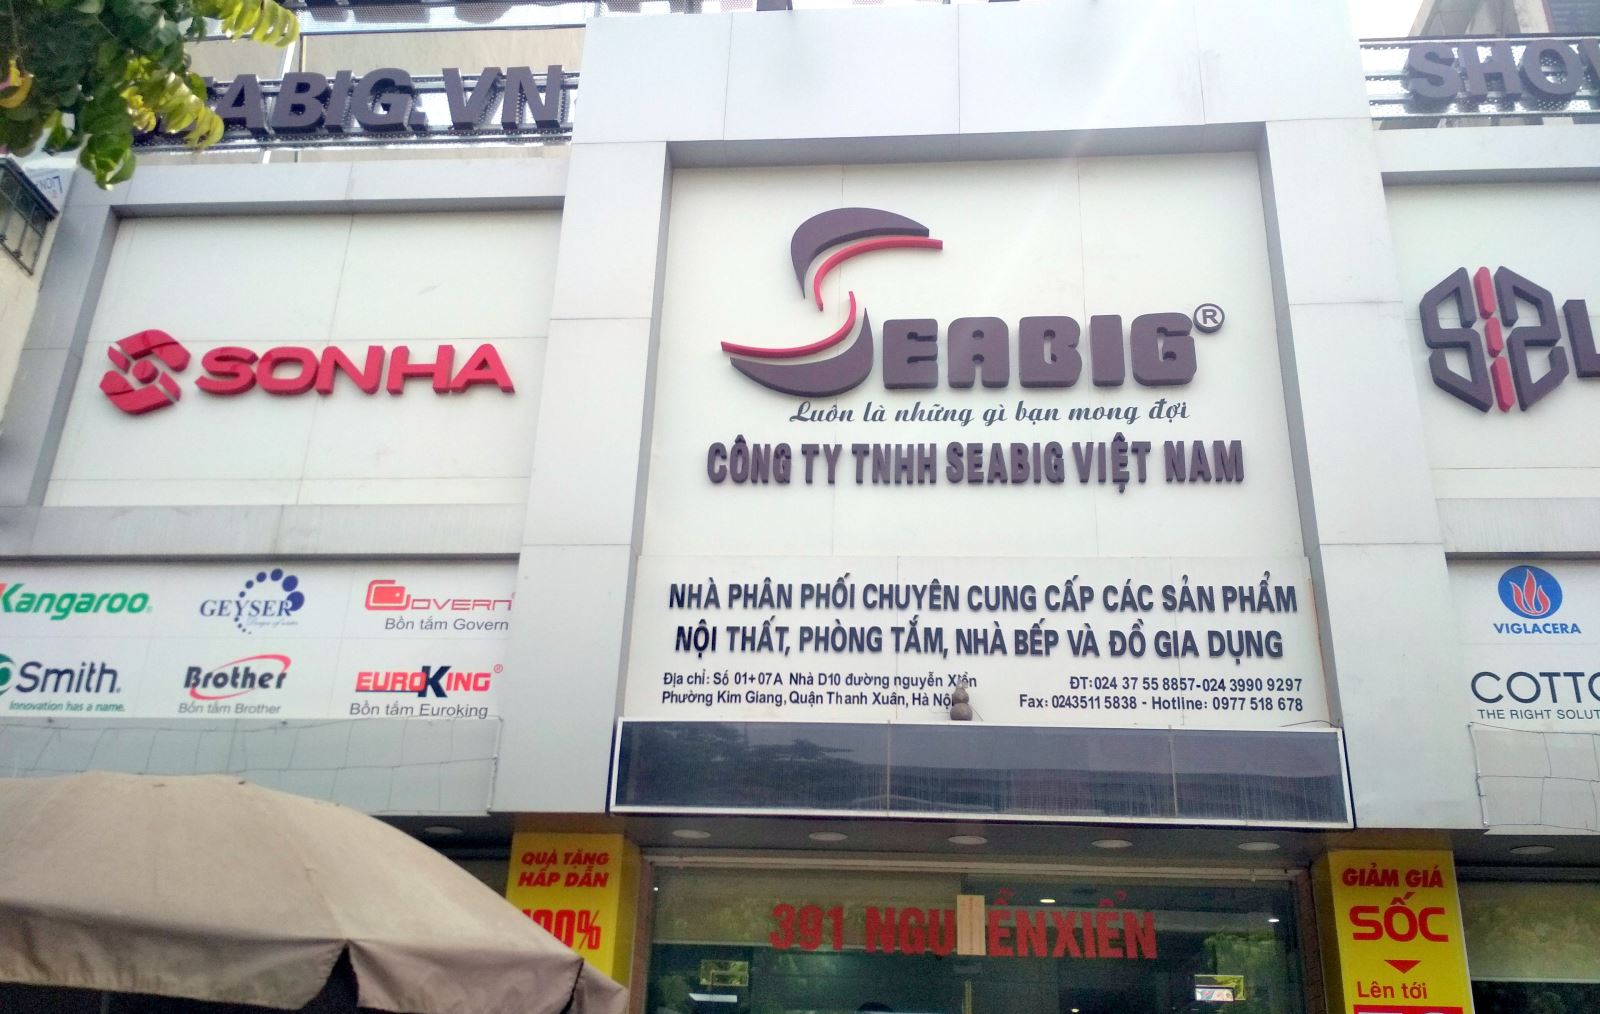 SEABIG.VN
SONHA
SEABIG®
Luôn là những gì bạn mong đợi
CÔNG TY TNHH SEABIG VIỆT NAM
NHÀ PHÂN PHỐI CHUYÊN CUNG CẤP CÁC SẢN PHẨM
NỘI THẤT, PHÒNG TẮM, NHÀ BẾP VÀ ĐỒ GIA DỤNG
Địa chỉ: Số 01+07A Nhà D10 đường nguyễn Xiển
Phường Kim Giang, Quận Thanh Xuân, Hà Nội
ĐT:024 37 55 8857-024 3990 9297
Fax: 0243511 5838 - Hotline: 0977 518 678
Kangaroo
GEYSER
GOVERN
Bồn tắm Govern
Smith
Innovation has a name.
Brother
Bồn tắm Brother
EUROKING®
Bồn tắm Euroking
VIGLACERA
THE RIGHT
QUÀ TẶNG
HẤP DẪN
391 NGUYỄN XIỂN
GIẢM GIÁ
SỐC
Lên tới